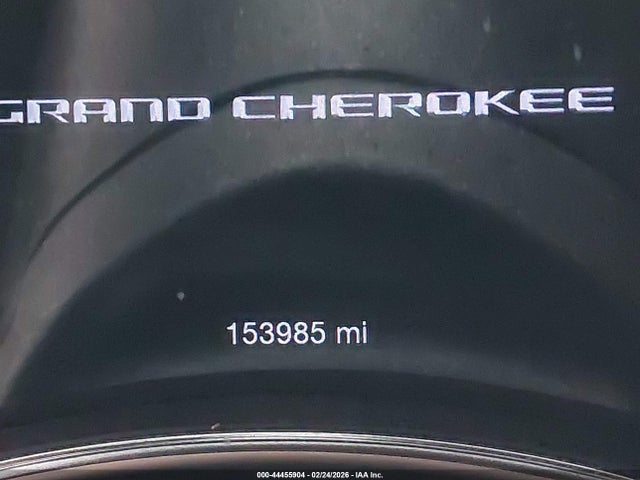 GRAND CHEROKEE
153985 mi
000-44455904 - 02/24/2026 - IAA Inc.